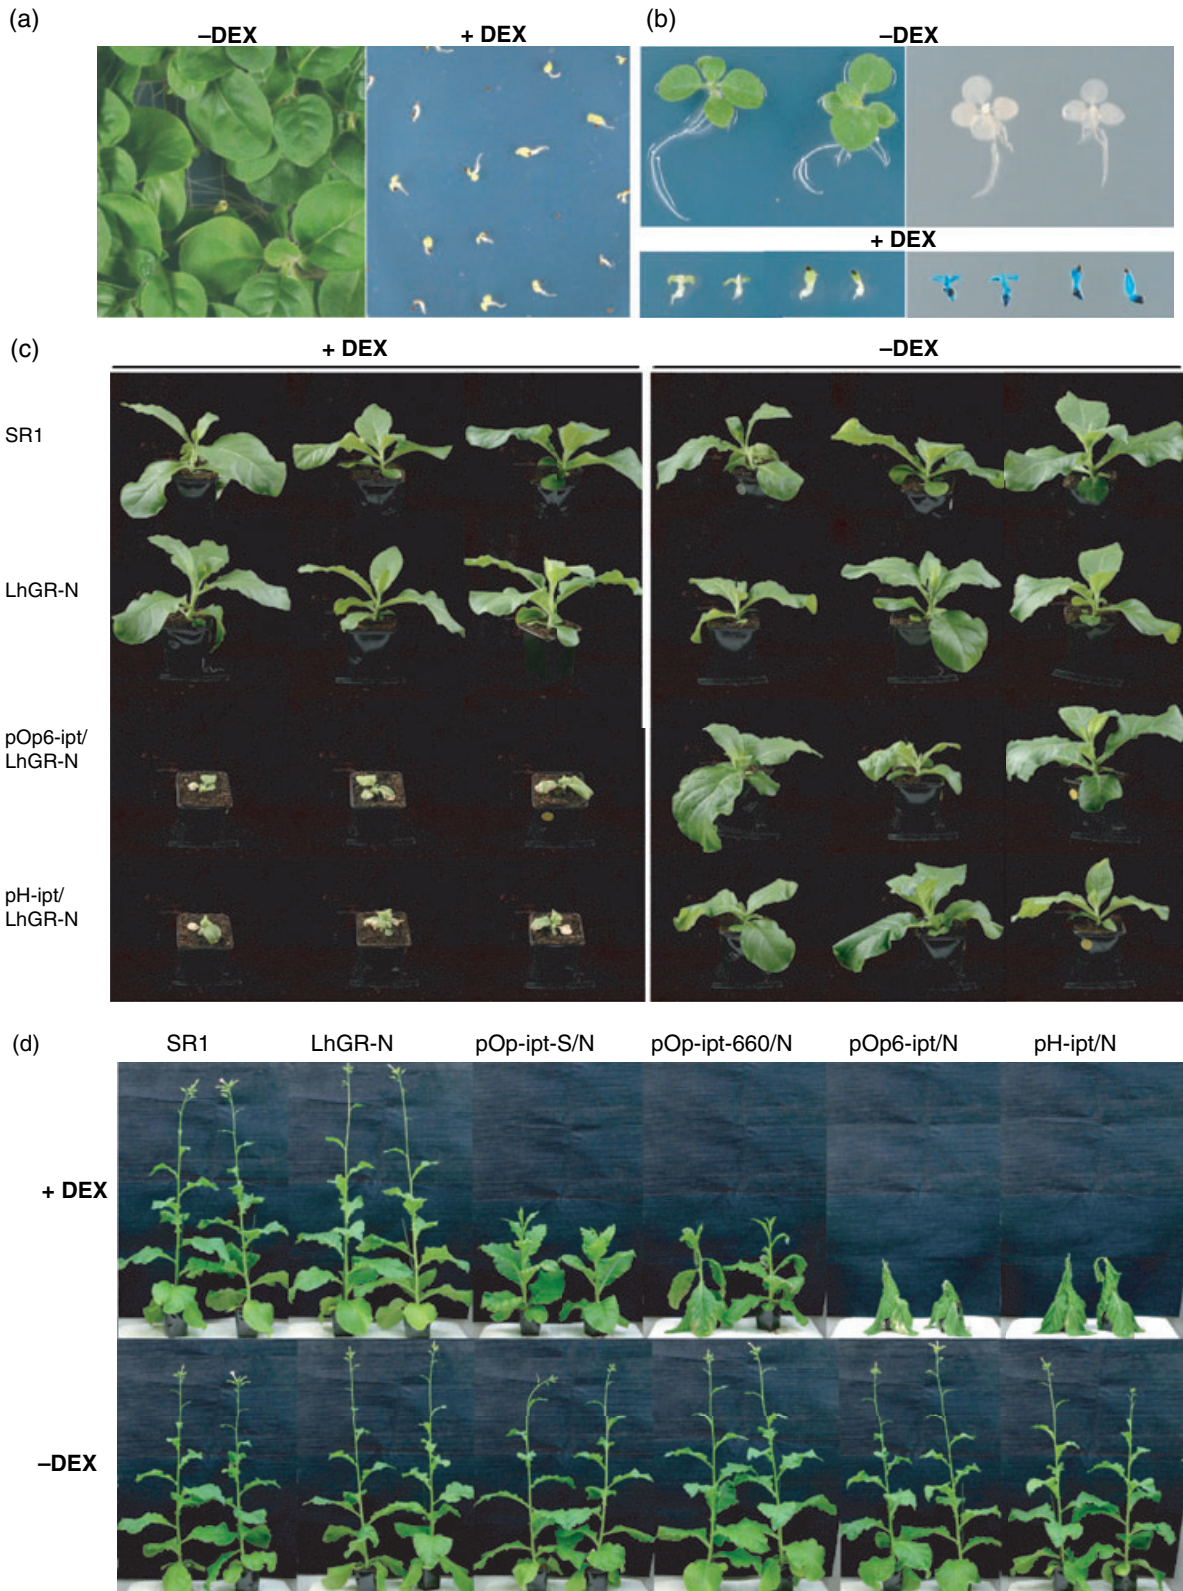 (a)
–DEX
+ DEX
(b)
–DEX
+ DEX
(c)
+ DEX
–DEX
SR1
LhGR-N
pOp6-ipt/
LhGR-N
pH-ipt/
LhGR-N
(d)
SR1
LhGR-N
pOp-ipt-S/N
pOp-ipt-660/N
pOp6-ipt/N
pH-ipt/N
+ DEX
–DEX